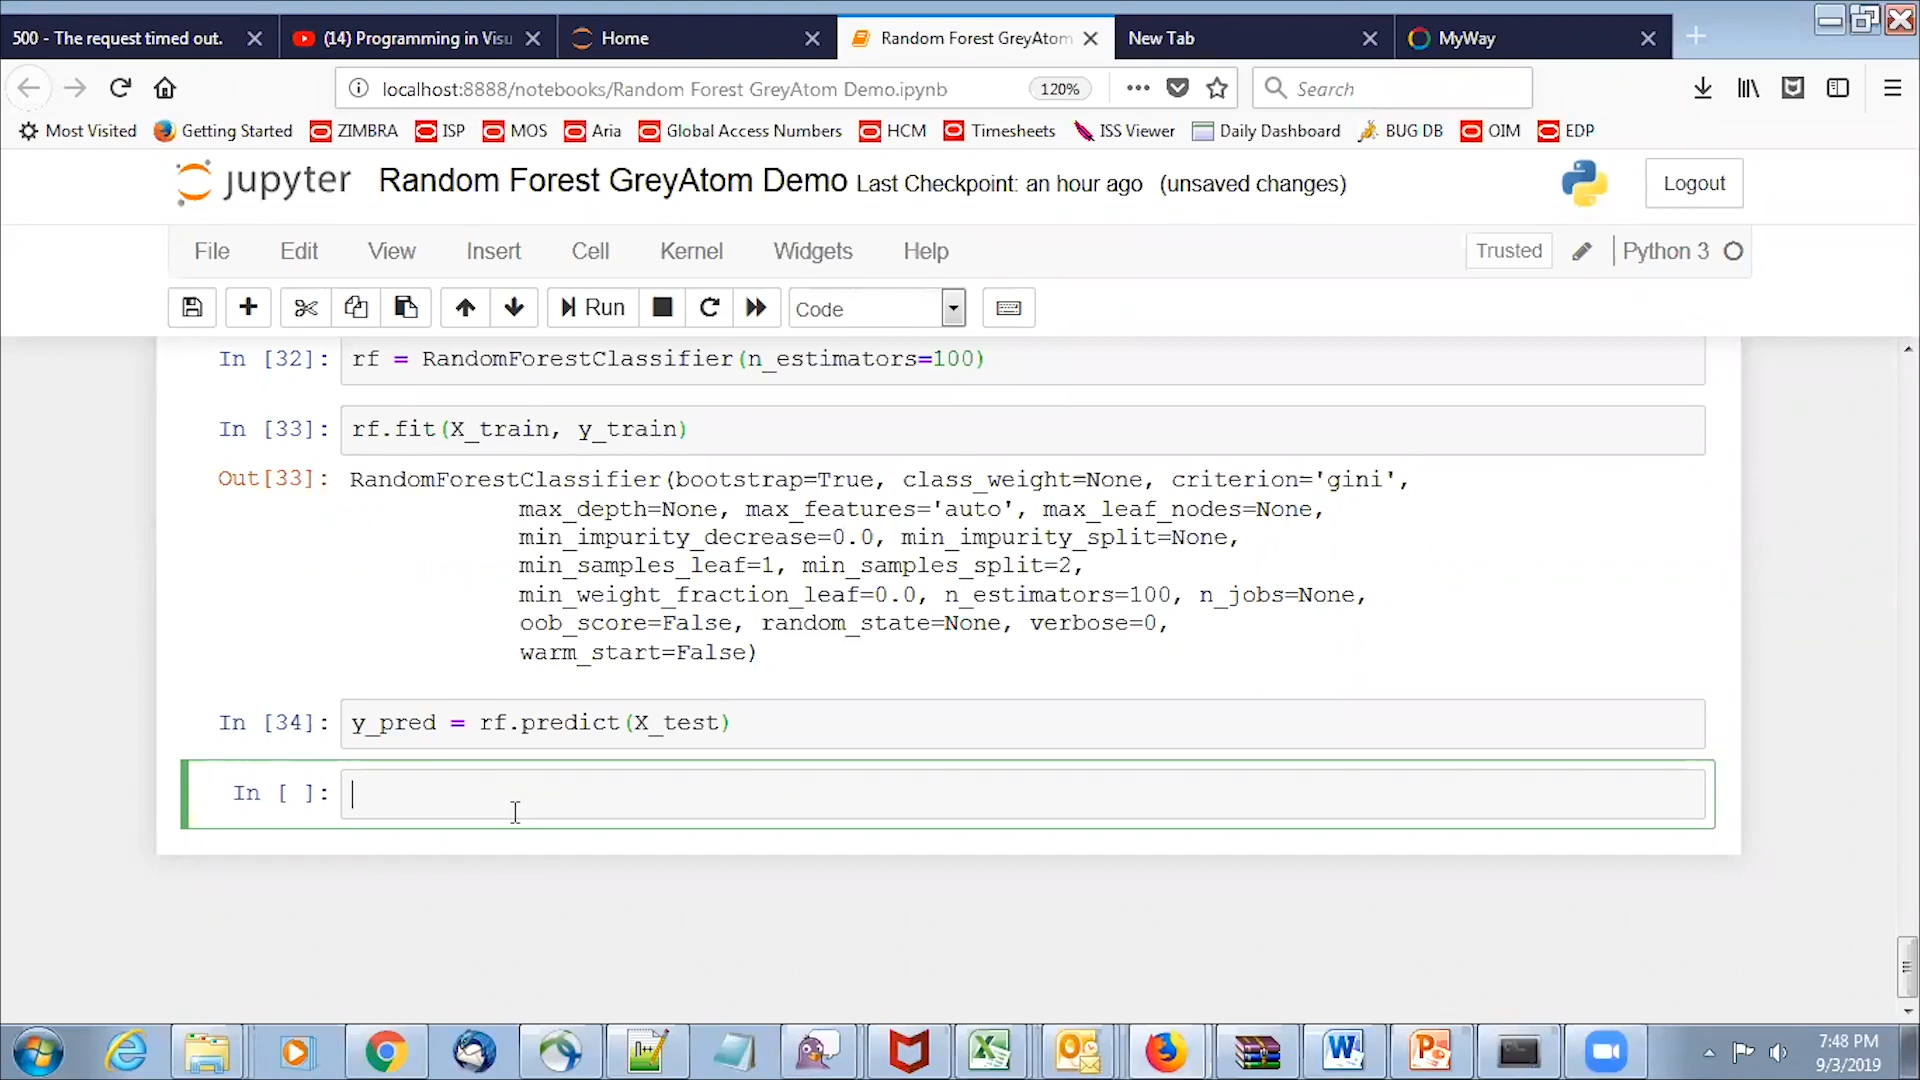 500 - The request timed out.
(14) Programming in Visu
Home
Random Forest GreyAtom
New Tab
MyWay
localhost:8888/notebooks/Random Forest GreyAtom Demo.ipynb
120%
Search
Most Visited
Getting Started
ZIMBRA
ISP
MOS
Aria
Global Access Numbers
HCM
Timesheets
ISS Viewer
Daily Dashboard
BUG DB
OIM
EDP
jupyter
Random Forest GreyAtom Demo
Last Checkpoint: an hour ago (unsaved changes)
Logout
File Edit View Insert Cell Kernel Widgets Help
Trusted
Python 3
Run
Code
In [32]: rf = RandomForestClassifier(n_estimators=100)
In [33]: rf.fit(X_train, y_train)
Out[33]: RandomForestClassifier(bootstrap=True, class_weight=None, criterion='gini',
max_depth=None, max_features='auto', max_leaf_nodes=None,
min_impurity_decrease=0.0, min_impurity_split=None,
min_samples_leaf=1, min_samples_split=2,
min_weight_fraction_leaf=0.0, n_estimators=100, n_jobs=None,
oob_score=False, random_state=None, verbose=0,
warm_start=False)
In [34]: y_pred = rf.predict(X_test)
In [ ]:
7:48 PM
9/3/2019